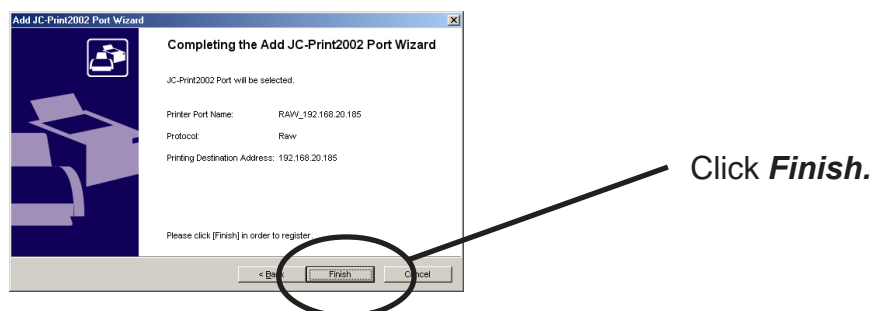 Add JC-Print2002 Port Wizard
Completing the Add JC-Print2002 Port Wizard
JC-Print2002 Port will be selected.
Printer Port Name: RAW_192.168.20.185
Protocol: Raw
Printing Destination Address: 192.168.20.185
Please click [Finish] in order to register.
< Back Finish Cancel
Click Finish.